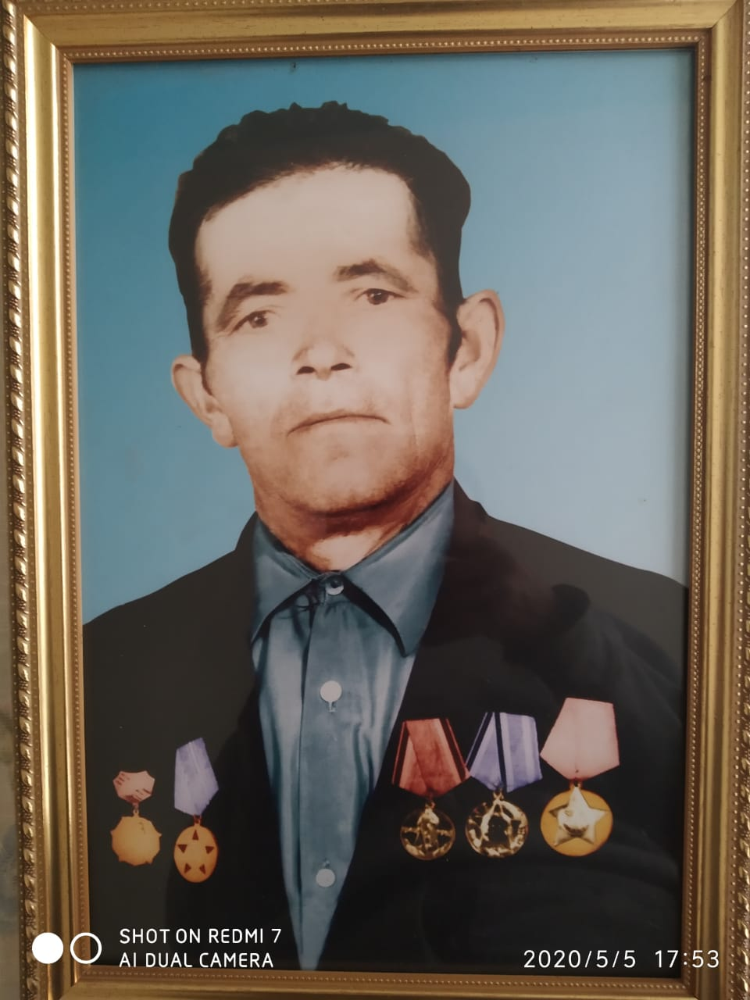 SHOT ON REDMI 7
AI DUAL CAMERA
2020/5/5 17:53